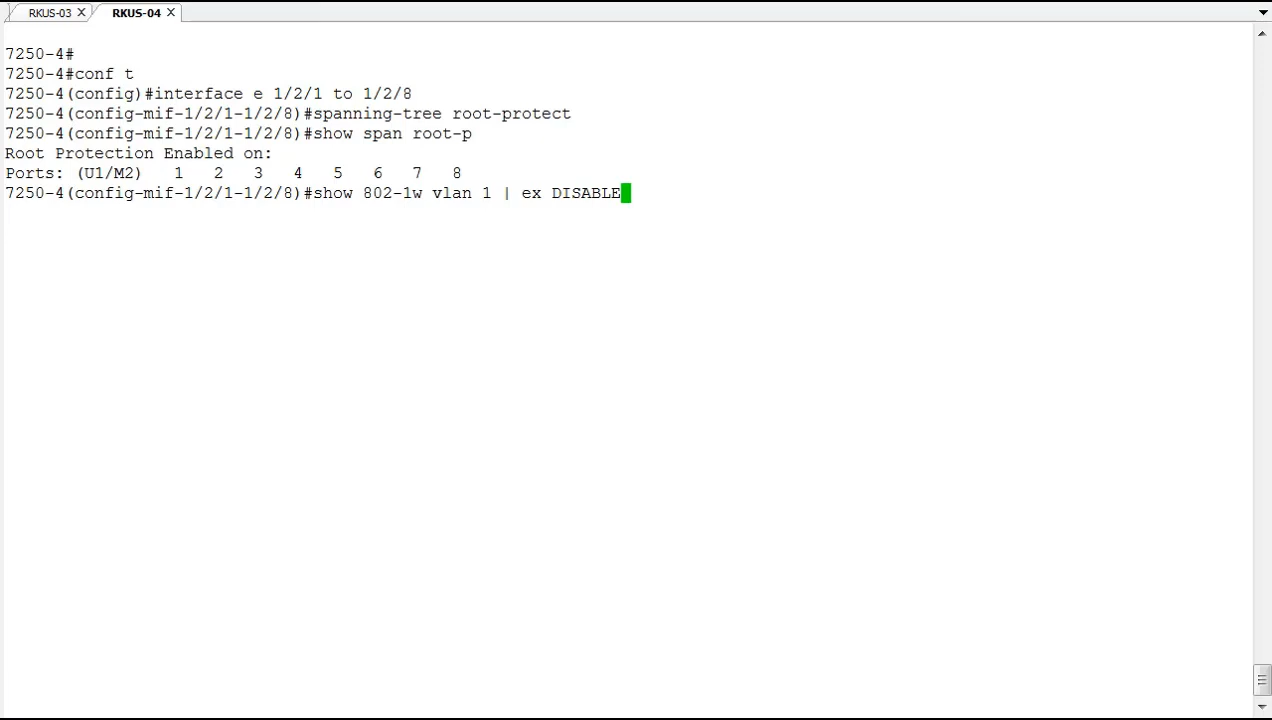 RKUS-03 X RKUS-04 X
7250-4#
7250-4#conf t
7250-4(config)#interface e 1/2/1 to 1/2/8
7250-4(config-mif-1/2/1-1/2/8)#spanning-tree root-protect
7250-4(config-mif-1/2/1-1/2/8)#show span root-p
Root Protection Enabled on:
Ports: (U1/M2)   1   2   3   4   5   6   7   8
7250-4(config-mif-1/2/1-1/2/8)#show 802-1w vlan 1 | ex DISABLE